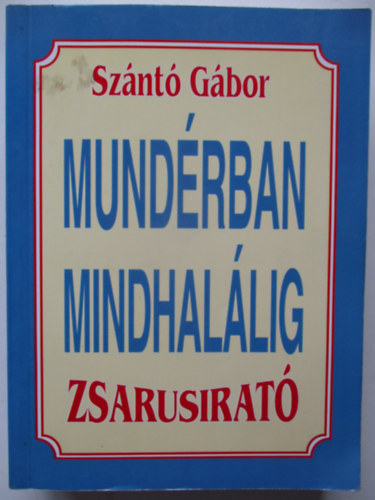 Szántó Gábor
MUNDÉRBAN
MINDHALÁLIG
ZSARUSIRATÓ